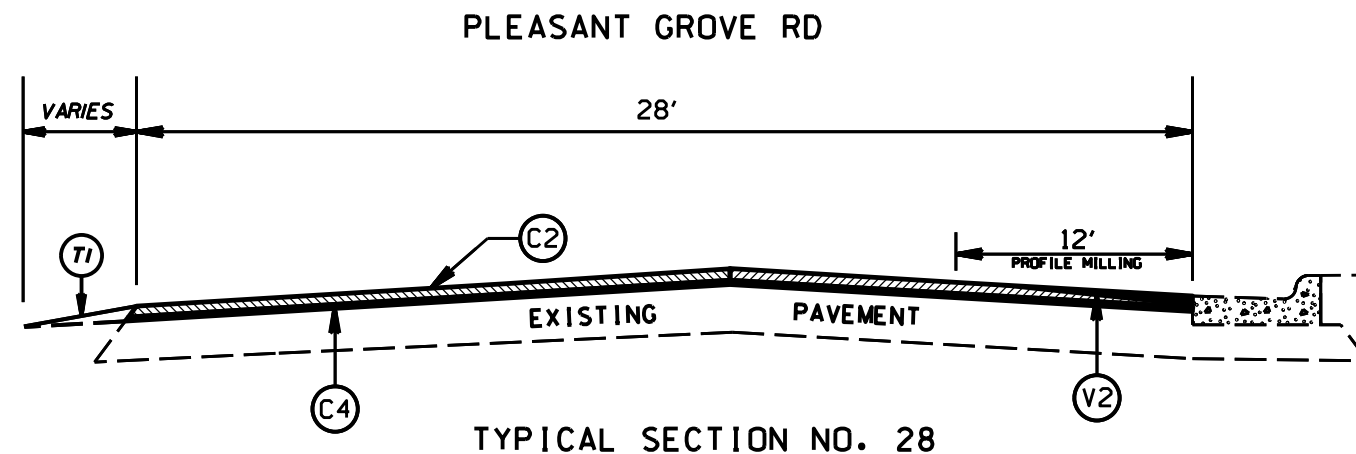 PLEASANT GROVE RD
VARIES
28'
T1
C2
12'
PROFILE MILLING
EXISTING PAVEMENT
C4
V2
TYPICAL SECTION NO. 28